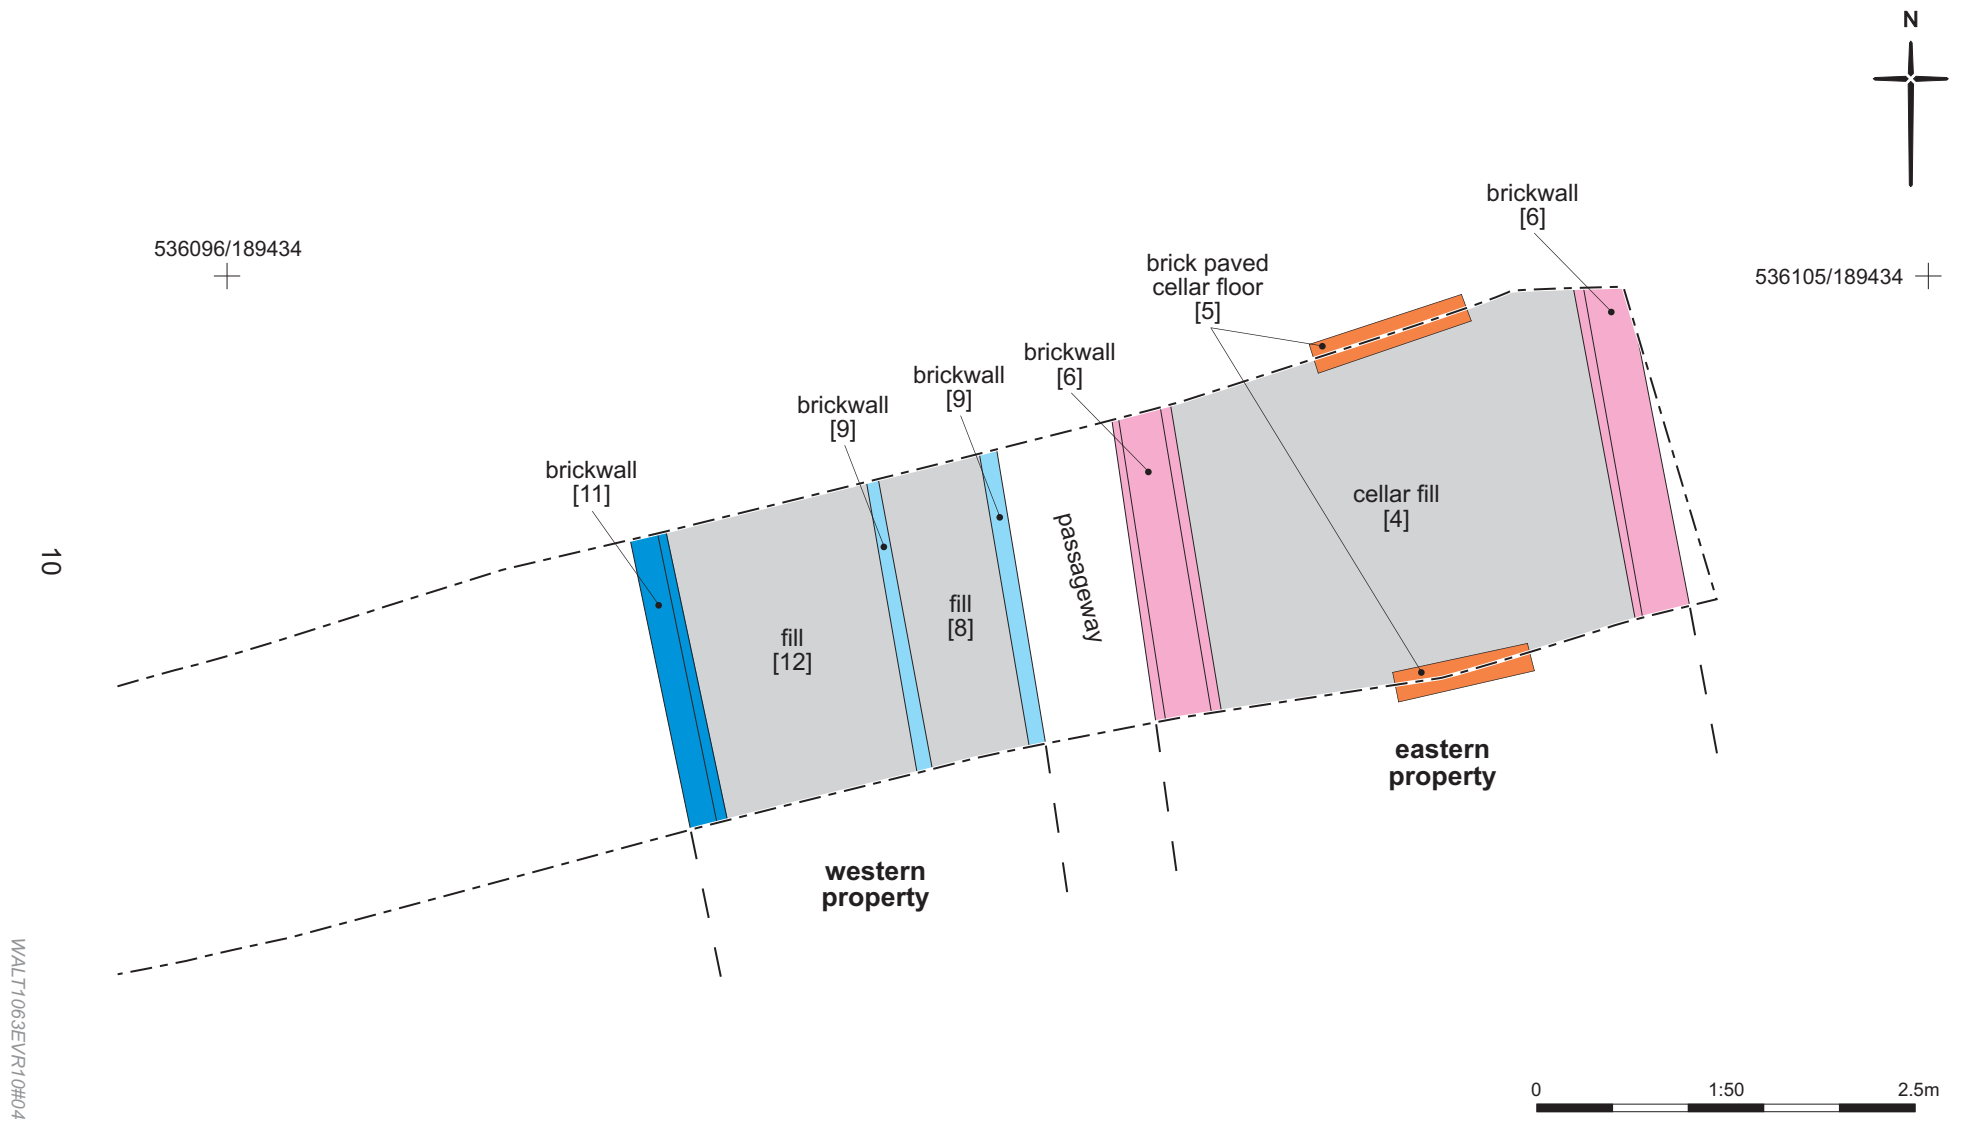 N
brickwall
[6]
536096/189434
brick paved
cellar floor
[5]
536105/189434
brickwall
[6]
brickwall
[9]
brickwall
[9]
brickwall
[11]
cellar fill
[4]
passageway
fill
[8]
fill
[12]
10
eastern
property
western
property
WALT1063EVR10#04
0 1:50 2.5m